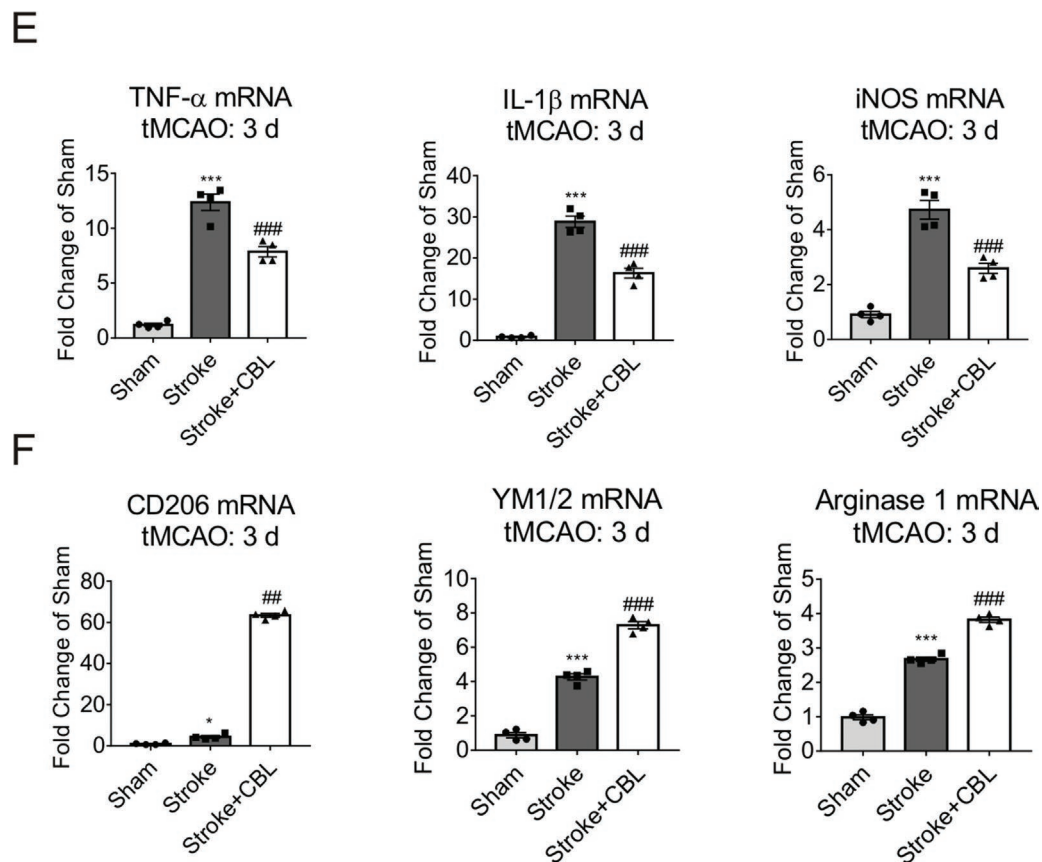 E
TNF-α mRNA
tMCAO: 3 d
Fold Change of Sham
15
10
5
0
***
###
Sham
Stroke
Stroke+CBL
IL-1β mRNA
tMCAO: 3 d
Fold Change of Sham
40
30
20
10
0
***
###
Sham
Stroke
Stroke+CBL
iNOS mRNA
tMCAO: 3 d
Fold Change of Sham
6
4
2
0
***
###
Sham
Stroke
Stroke+CBL
F
CD206 mRNA
tMCAO: 3 d
Fold Change of Sham
80
60
40
20
0
*
##
Sham
Stroke
Stroke+CBL
YM1/2 mRNA
tMCAO: 3 d
Fold Change of Sham
10
8
6
4
2
0
***
###
Sham
Stroke
Stroke+CBL
Arginase 1 mRNA
tMCAO: 3 d
Fold Change of Sham
5
4
3
2
1
0
***
###
Sham
Stroke
Stroke+CBL